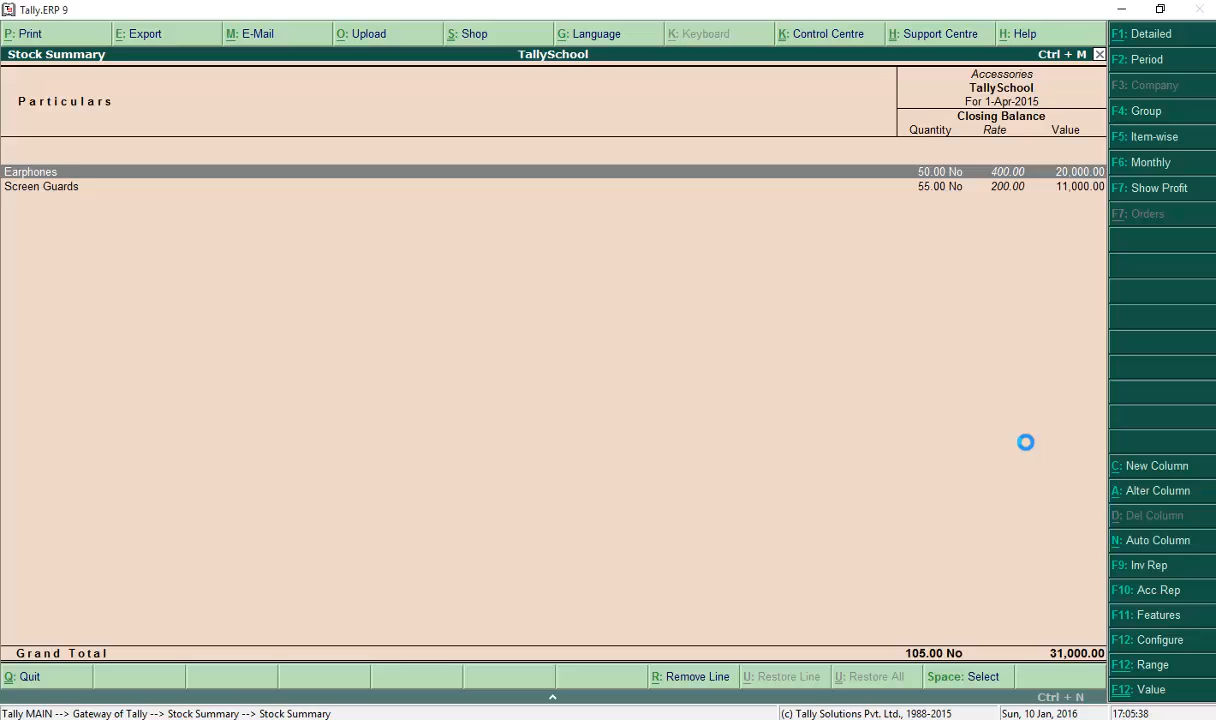 Tally.ERP 9
P: Print E: Export M: E-Mail O: Upload S: Shop G: Language K: Keyboard K: Control Centre H: Support Centre H: Help
Stock Summary TallySchool Ctrl + M
Particulars
Accessories
TallySchool
For 1-Apr-2015
Closing Balance
Quantity Rate Value
Earphones 50.00 No 400.00 20,000.00
Screen Guards 55.00 No 200.00 11,000.00
Grand Total 105.00 No 31,000.00
F1: Detailed
F2: Period
F3: Company
F4: Group
F5: Item-wise
F6: Monthly
F7: Show Profit
F7: Orders
C: New Column
A: Alter Column
D: Del Column
N: Auto Column
F9: Inv Rep
F10: Acc Rep
F11: Features
F12: Configure
F12: Range
F12: Value
Q: Quit R: Remove Line U: Restore Line U: Restore All Space: Select
Ctrl + N
Tally MAIN --> Gateway of Tally --> Stock Summary --> Stock Summary (c) Tally Solutions Pvt. Ltd., 1988-2015 Sun, 10 Jan, 2016 17:05:38